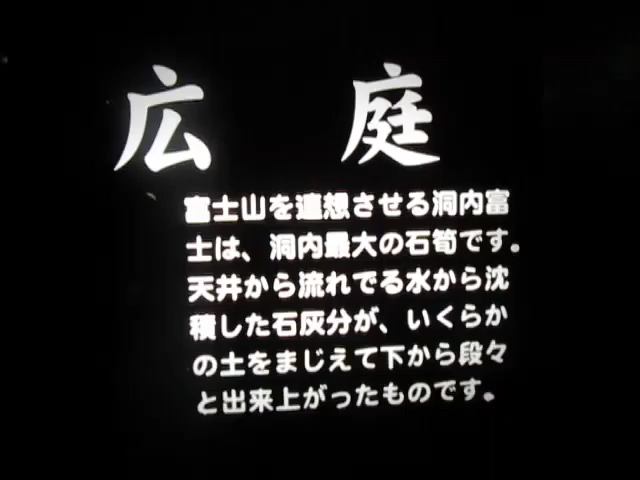 広 庭
富士山を連想させる洞内富
士は、洞内最大の石筍です。
天井から流れでる水から沈
積した石灰分が、いくらか
の土をまじえて下から段々
と出来上がったものです。